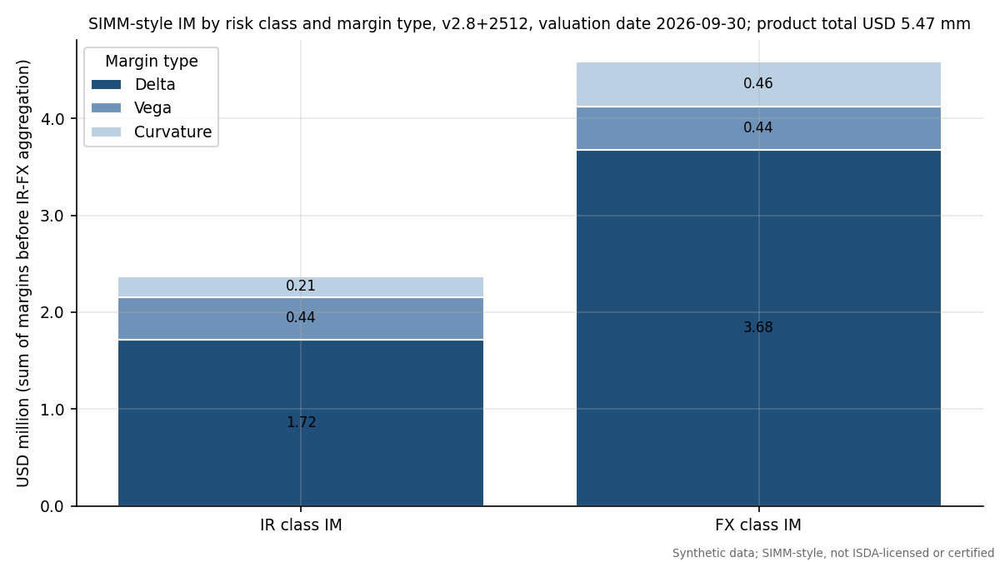 SIMM-style IM by risk class and margin type, v2.8+2512, valuation date 2026-09-30; product total USD 5.47 mm
USD million (sum of margins before IR-FX aggregation)
4.0
3.0
2.0
1.0
0.0
Margin type
Delta
Vega
Curvature
0.21
0.44
1.72
0.46
0.44
3.68
IR class IM
FX class IM
Synthetic data; SIMM-style, not ISDA-licensed or certified